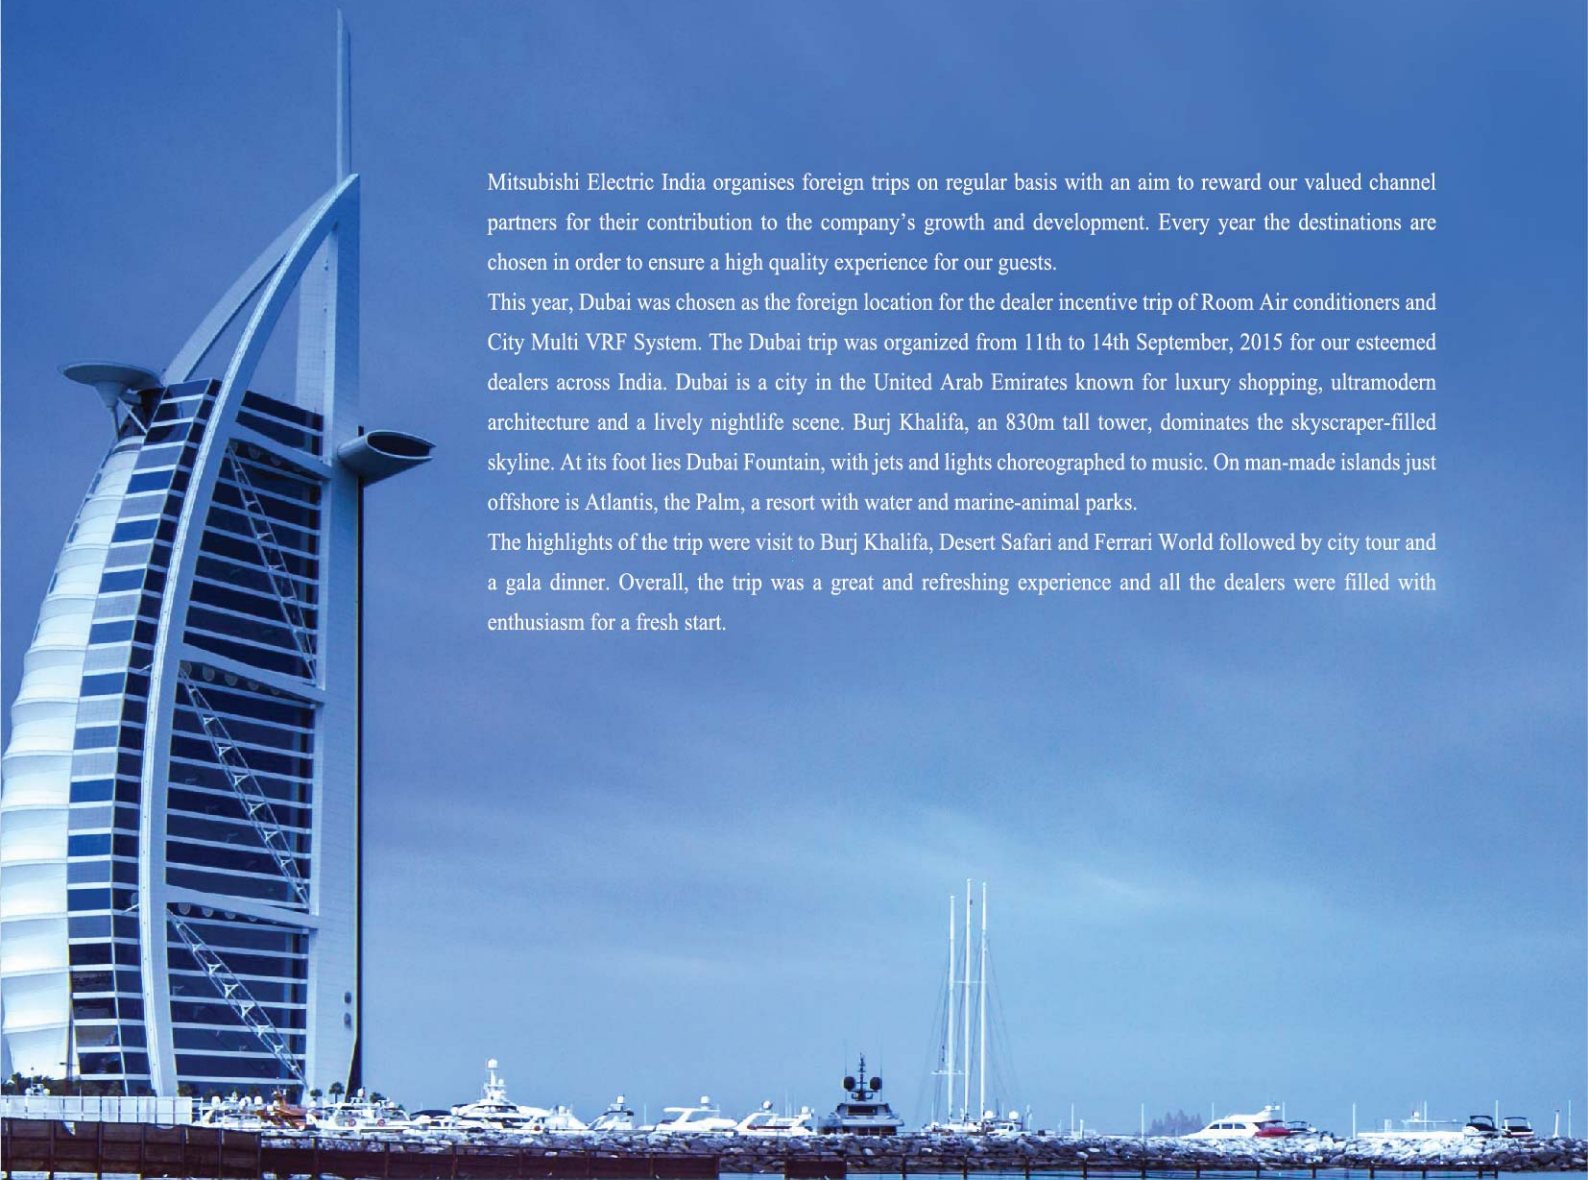 Mitsubishi Electric India organises foreign trips on regular basis with an aim to reward our valued channel
partners for their contribution to the company’s growth and development. Every year the destinations are
chosen in order to ensure a high quality experience for our guests.
This year, Dubai was chosen as the foreign location for the dealer incentive trip of Room Air conditioners and
City Multi VRF System. The Dubai trip was organized from 11th to 14th September, 2015 for our esteemed
dealers across India. Dubai is a city in the United Arab Emirates known for luxury shopping, ultramodern
architecture and a lively nightlife scene. Burj Khalifa, an 830m tall tower, dominates the skyscraper-filled
skyline. At its foot lies Dubai Fountain, with jets and lights choreographed to music. On man-made islands just
offshore is Atlantis, the Palm, a resort with water and marine-animal parks.
The highlights of the trip were visit to Burj Khalifa, Desert Safari and Ferrari World followed by city tour and
a gala dinner. Overall, the trip was a great and refreshing experience and all the dealers were filled with
enthusiasm for a fresh start.